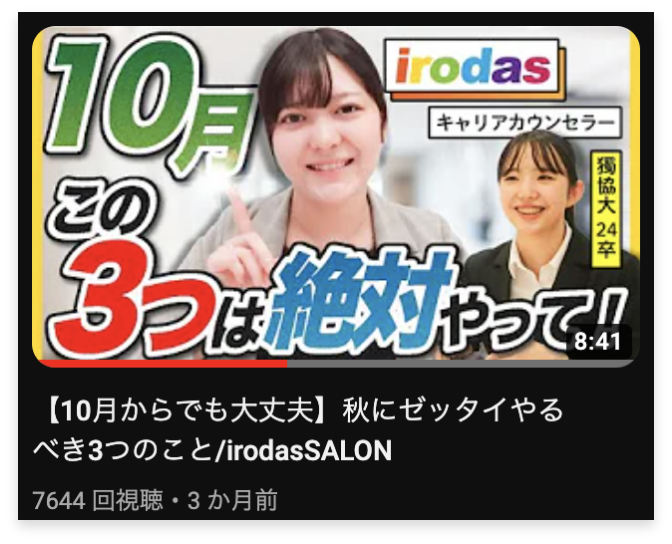 10月
irodas
キャリアカウンセラー
獨協大 24卒
この
3つは絶対やって!
8:41
【10月からでも大丈夫】秋にゼッタイやる
べき3つのこと/irodasSALON
7644 回視聴・3 か月前